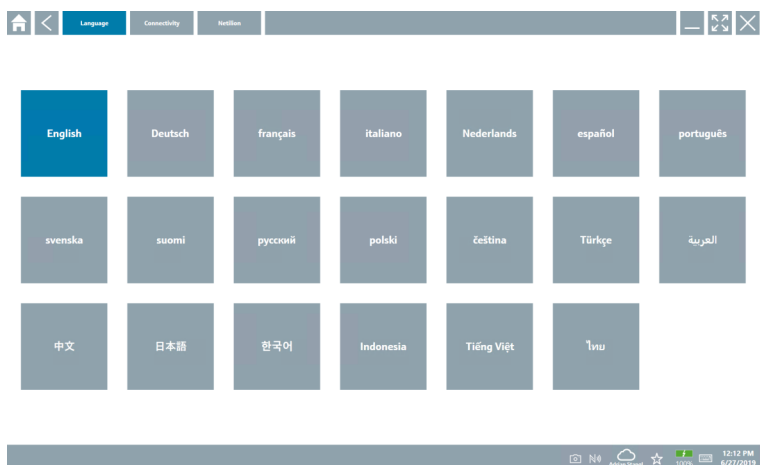 Language Connectivity Netilion
English Deutsch français italiano Nederlands español português
svenska suomi русский polski čeština Türkçe العربية
中文 日本語 한국어 Indonesia Tiếng Việt ไทย
12:12 PM
100% 6/27/2019